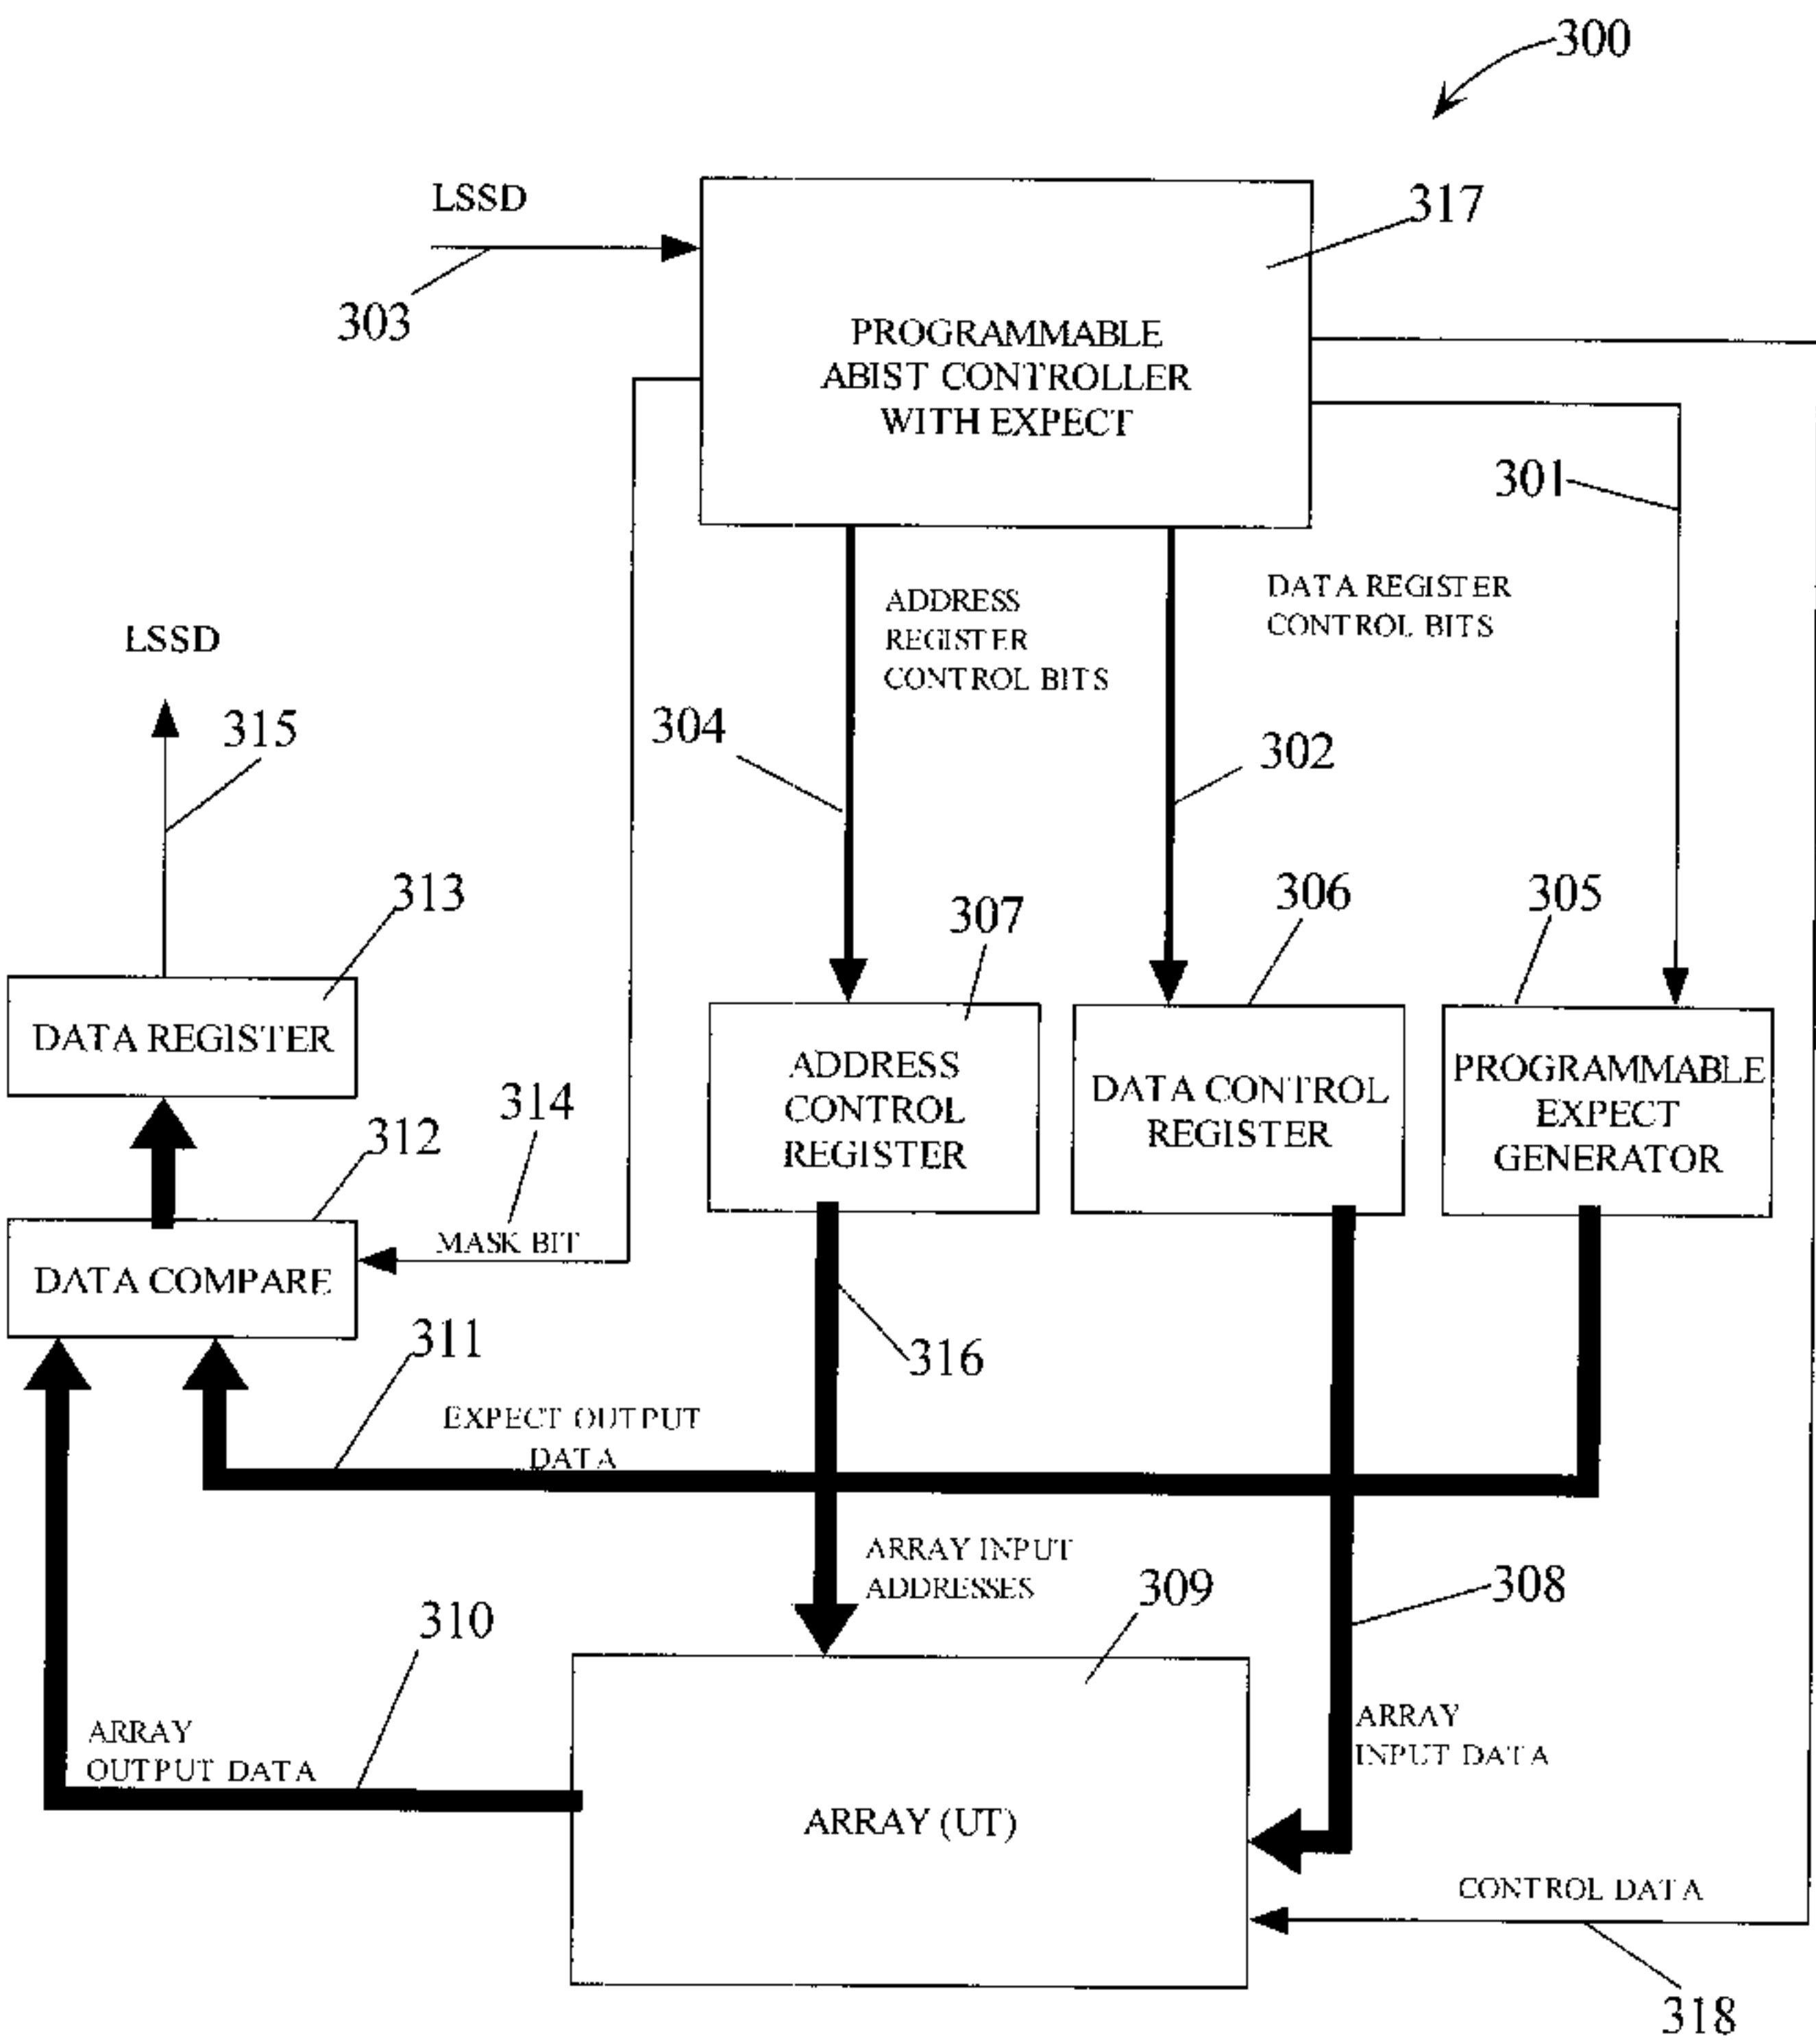 300
LSSD
317
303
PROGRAMMABLE
ABIST CONTROLLER
WITH EXPECT
301
ADDRESS
REGISTER
CONTROL BITS
DATA REGISTER
CONTROL BITS
LSSD
304
302
315
313
307
306
305
DATA REGISTER
ADDRESS
CONTROL
REGISTER
DATA CONTROL
REGISTER
PROGRAMMABLE
EXPECT
GENERATOR
314
312
MASK BIT
DATA COMPARE
311
316
EXPECT OUTPUT
DATA
ARRAY INPUT
ADDRESSES
309
308
310
ARRAY
OUTPUT DATA
ARRAY
INPUT DATA
ARRAY (UT)
CONTROL DATA
318